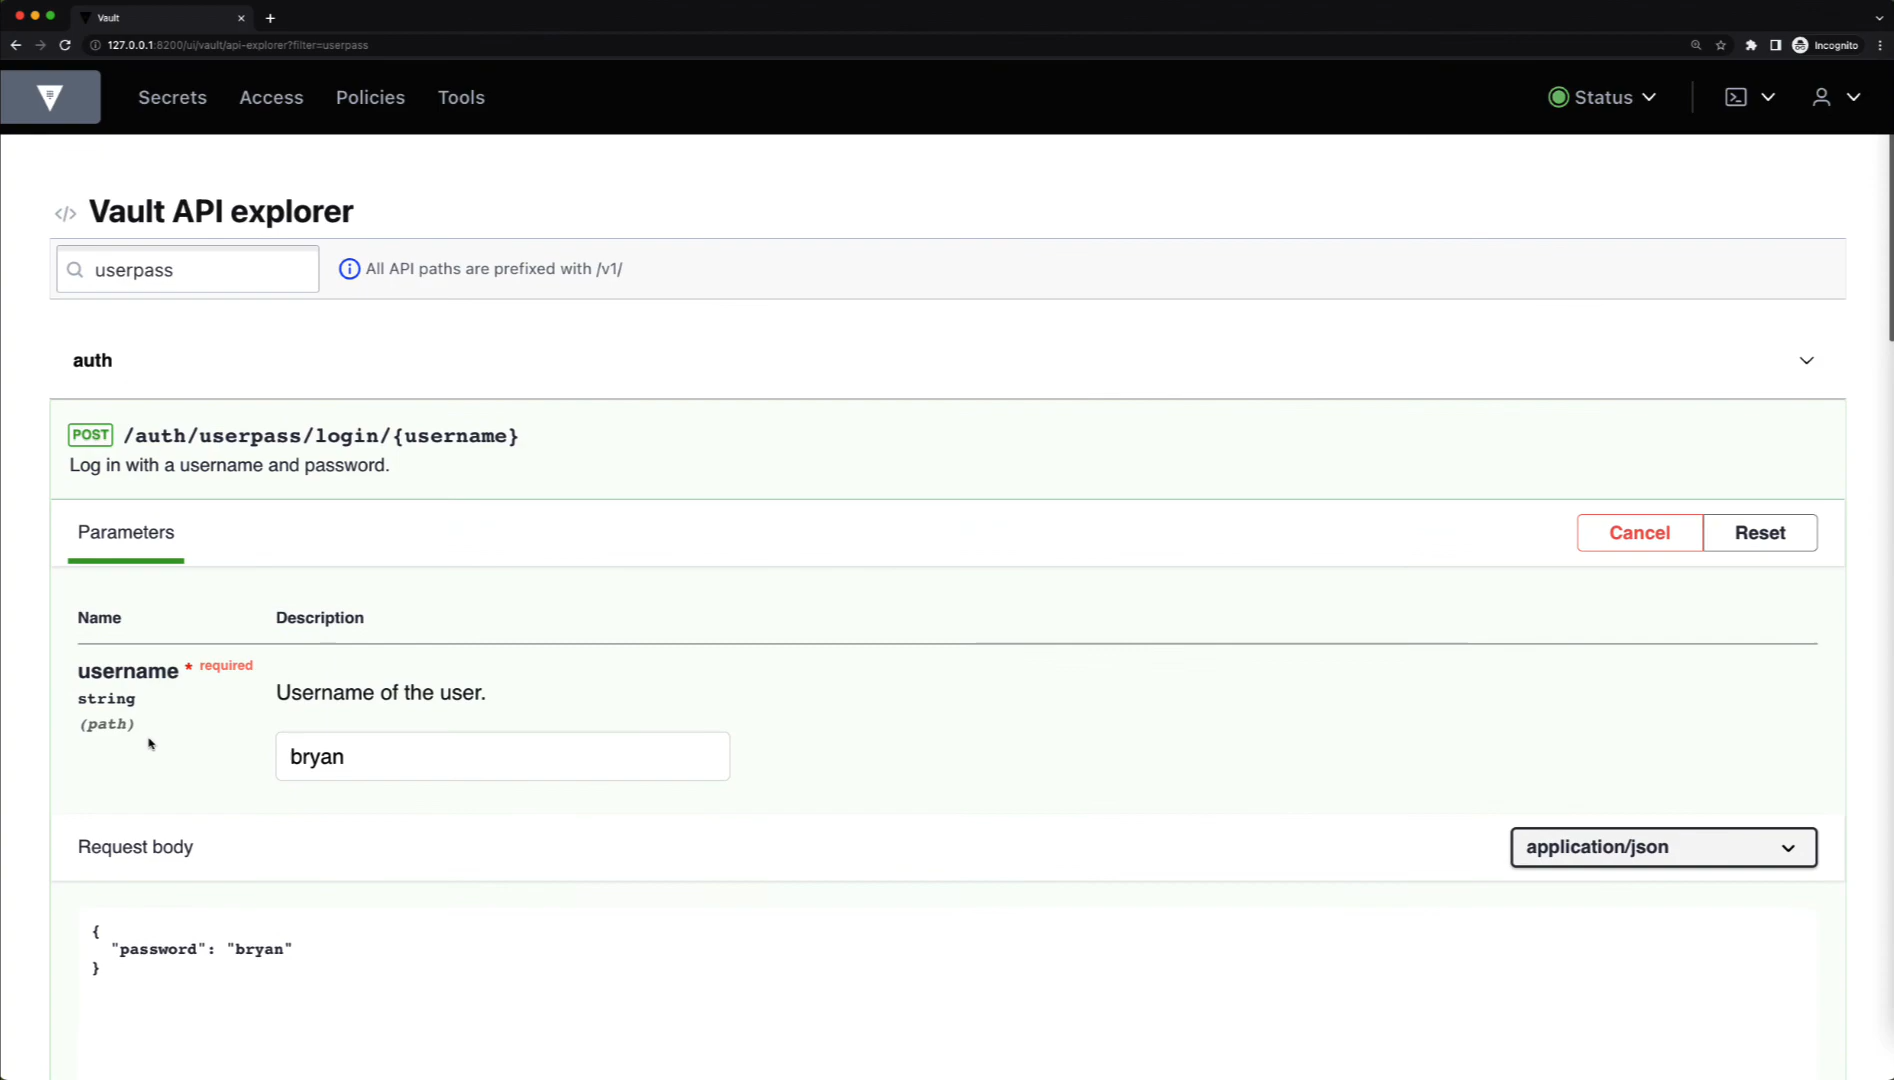 Vault
127.0.0.1:8200/ui/vault/api-explorer?filter=userpass
Incognito
Secrets Access Policies Tools
Status
</> Vault API explorer
userpass
All API paths are prefixed with /v1/
auth
POST /auth/userpass/login/{username}
Log in with a username and password.
Parameters
Cancel Reset
Name Description
username * required
string
(path)
Username of the user.
bryan
Request body
application/json
{
"password": "bryan"
}